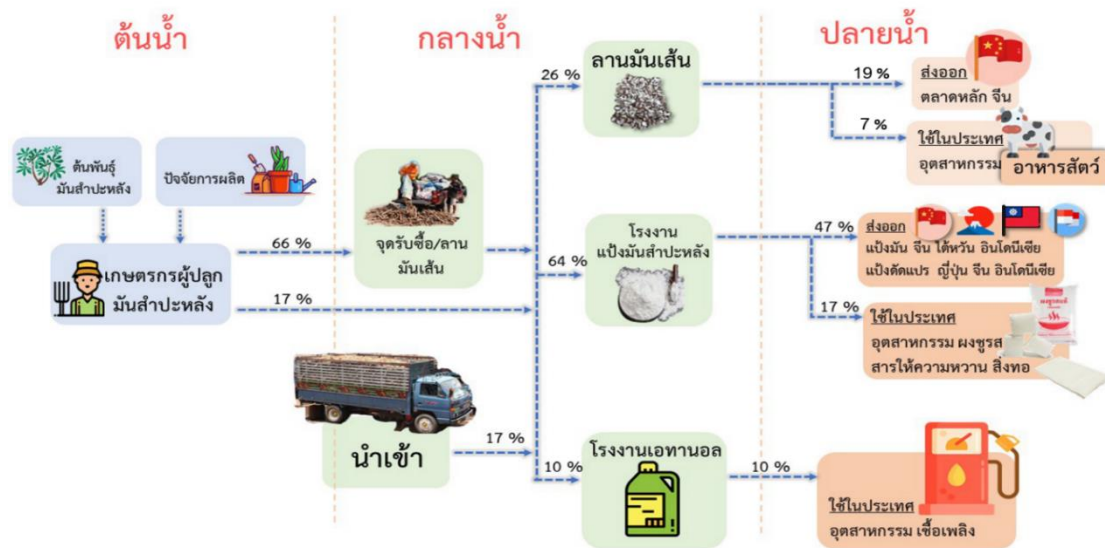 ต้นน้ำ
กลางน้ำ
ปลายน้ำ
ต้นพันธุ์
มันสำปะหลัง
ปัจจัยการผลิต
เกษตรกรผู้ปลูก
มันสำปะหลัง
66 %
17 %
จุดรับซื้อ/ลาน
มันเส้น
นำเข้า
17 %
26 %
ลานมันเส้น
64 %
โรงงาน
แป้งมันสำปะหลัง
10 %
โรงงานเอทานอล
19 %
ส่งออก
ตลาดหลัก จีน
7 %
ใช้ในประเทศ
อุตสาหกรรม
อาหารสัตว์
47 %
ส่งออก
แป้งมัน จีน ไต้หวัน อินโดนีเซีย
แป้งดัดแปร ญี่ปุ่น จีน อินโดนีเซีย
17 %
ใช้ในประเทศ
อุตสาหกรรม ผงชูรส
สารให้ความหวาน สิ่งทอ
ผงชูรสแท้
10 %
ใช้ในประเทศ
อุตสาหกรรม เชื้อเพลิง